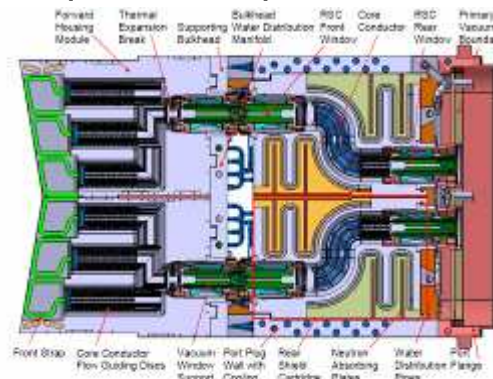 Forward Housing Module
Thermal Expansion Break
Supporting Bulkhead
Bulkhead Water Distribution Manifold
RSC Front Window
Core Conductor
RSC Rear Window
Primary Vacuum
Front Strap
Core Conductor Flow Guiding Discs
Vacuum Window Support
Port Plug Wall with Cooling
Rear Shield Cartridge
Neutron Absorbing Plates
Water Distribution
Port Flange